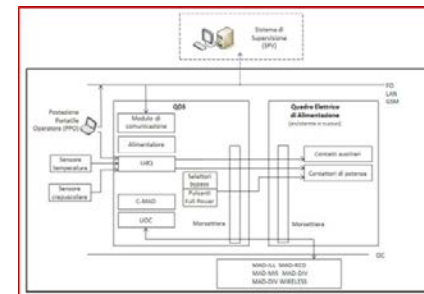 Sistema di
Supervisione
(SPV)
FO
LAN
GSM
Postazione
Portatile
Operatore (PPO)
QDS
Modulo di
comunicazione
Alimentatore
Quadro Elettrico
di Alimentazione
(esistente o nuovo)
Sensore
temperatura
Sensore
crepuscolare
Selettori
bypass
Pulsanti
Full Power
C-MAD
UOC
Morsettiera
Contatti ausiliari
Contattori di potenza
Morsettiera
OC
MAD-ILL MAD-RED
MAD-MIX MAD-DIV
MAD-DIV WIRELESS